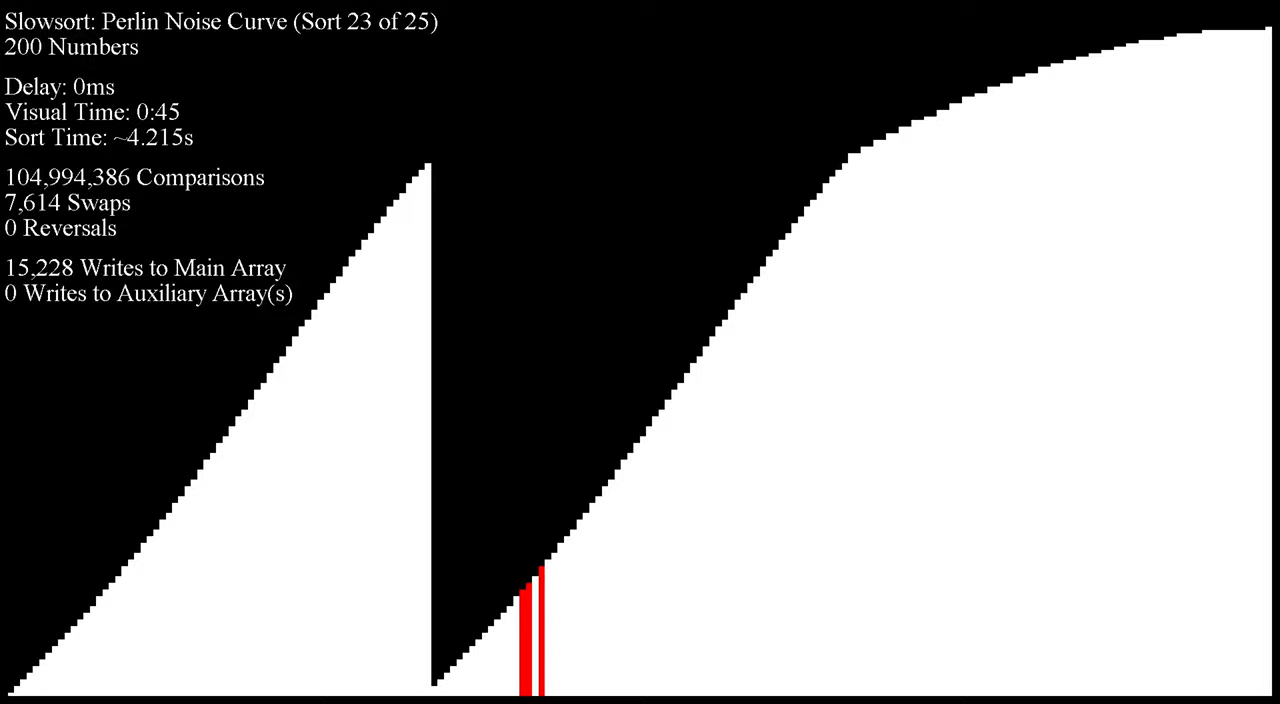 Slowsort: Perlin Noise Curve (Sort 23 of 25)
200 Numbers
Delay: 0ms
Visual Time: 0:45
Sort Time: ~4.215s
104,994,386 Comparisons
7,614 Swaps
0 Reversals
15,228 Writes to Main Array
0 Writes to Auxiliary Array(s)